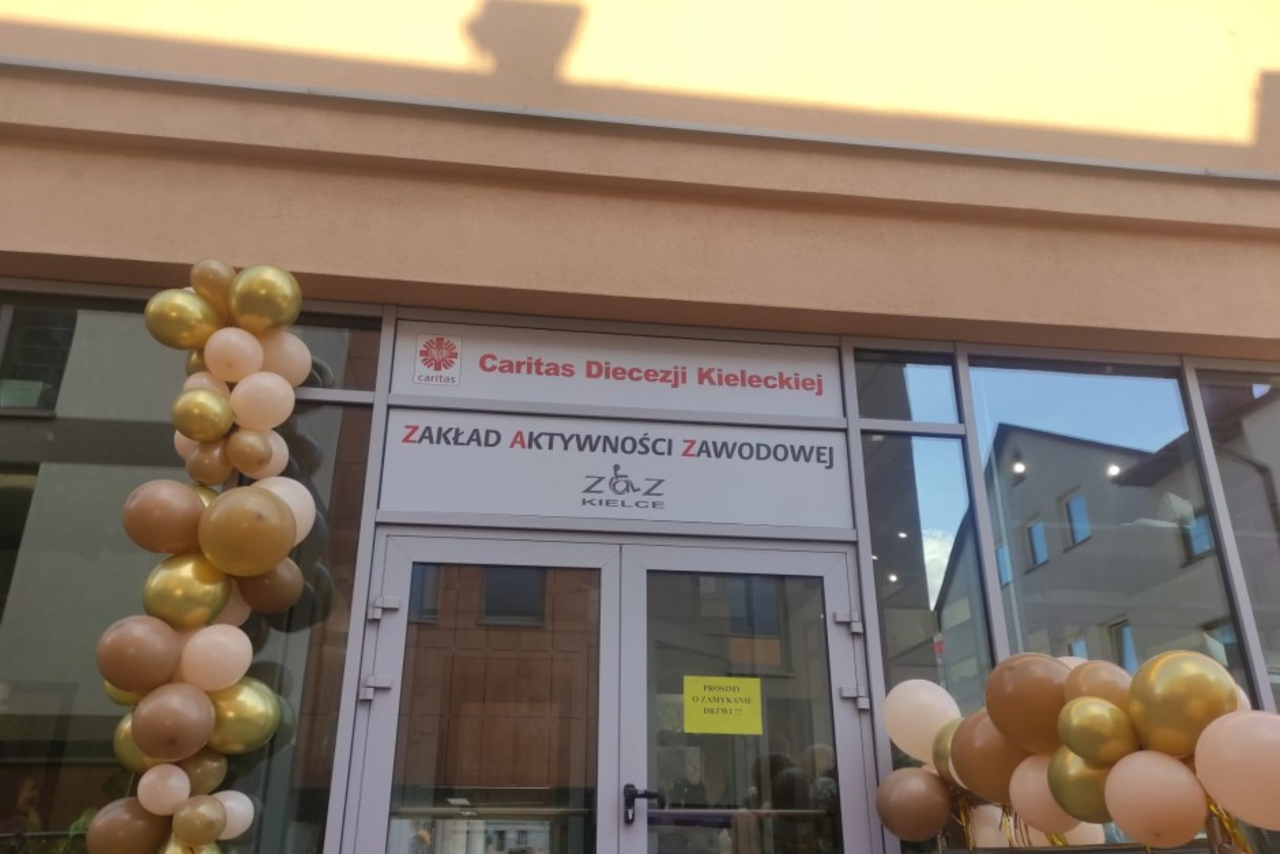 caritas
Caritas Diecezji Kieleckiej
ZAKŁAD AKTYWNOŚCI ZAWODOWEJ
ZAZ
KIELCE
PROSIMY
O ZAMYKANIE
DRZWI !!!